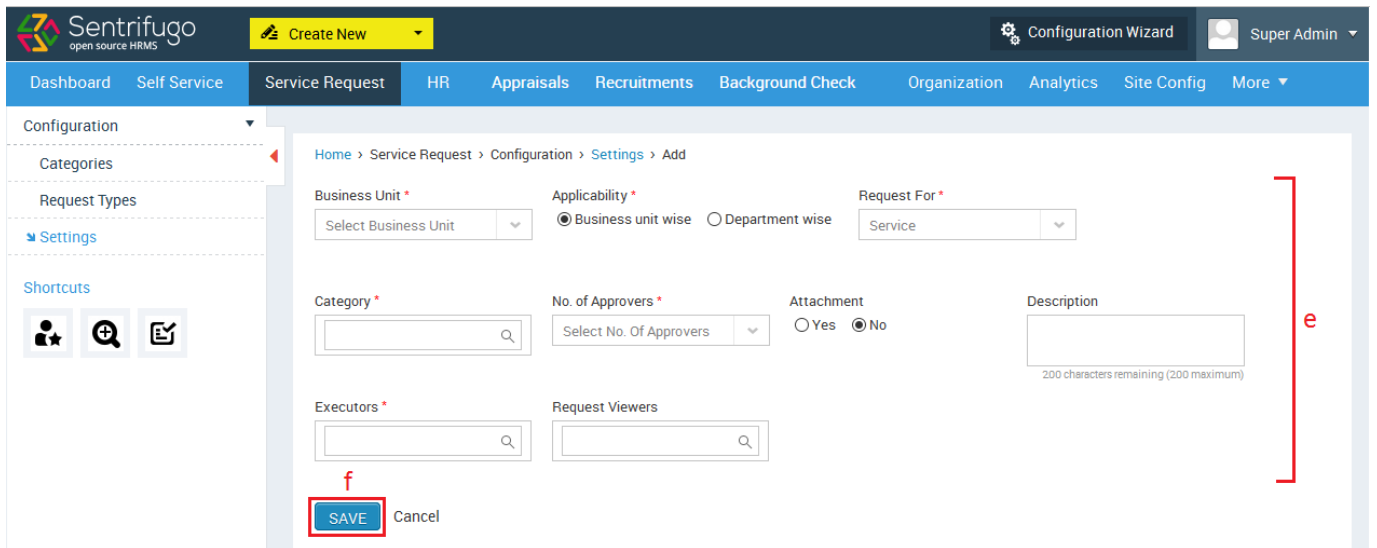 Sentrifugo
open source HRMS
Create New
Configuration Wizard
Super Admin
Dashboard Self Service Service Request HR Appraisals Recruitments Background Check Organization Analytics Site Config More
Configuration
Categories
Request Types
Settings
Shortcuts
Home › Service Request › Configuration › Settings › Add
Business Unit * Applicability * Request For *
Select Business Unit Business unit wise Department wise Service
Category * No. of Approvers * Attachment Description
Select No. Of Approvers Yes No
e
200 characters remaining (200 maximum)
Executors * Request Viewers
f
SAVE Cancel